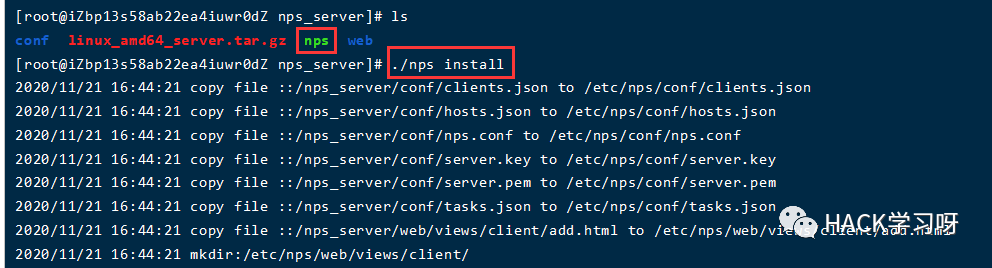 [root@iZbp13s58ab22ea4iuwr0dZ nps_server]# ls
conf linux_amd64_server.tar.gz nps web
[root@iZbp13s58ab22ea4iuwr0dZ nps_server]# ./nps install
2020/11/21 16:44:21 copy file ::/nps_server/conf/clients.json to /etc/nps/conf/clients.json
2020/11/21 16:44:21 copy file ::/nps_server/conf/hosts.json to /etc/nps/conf/hosts.json
2020/11/21 16:44:21 copy file ::/nps_server/conf/nps.conf to /etc/nps/conf/nps.conf
2020/11/21 16:44:21 copy file ::/nps_server/conf/server.key to /etc/nps/conf/server.key
2020/11/21 16:44:21 copy file ::/nps_server/conf/server.pem to /etc/nps/conf/server.pem
2020/11/21 16:44:21 copy file ::/nps_server/conf/tasks.json to /etc/nps/conf/tasks.json
2020/11/21 16:44:21 copy file ::/nps_server/web/views/client/add.html to /etc/nps/web/views/client/add.html
2020/11/21 16:44:21 mkdir:/etc/nps/web/views/client/
HACK学习呀